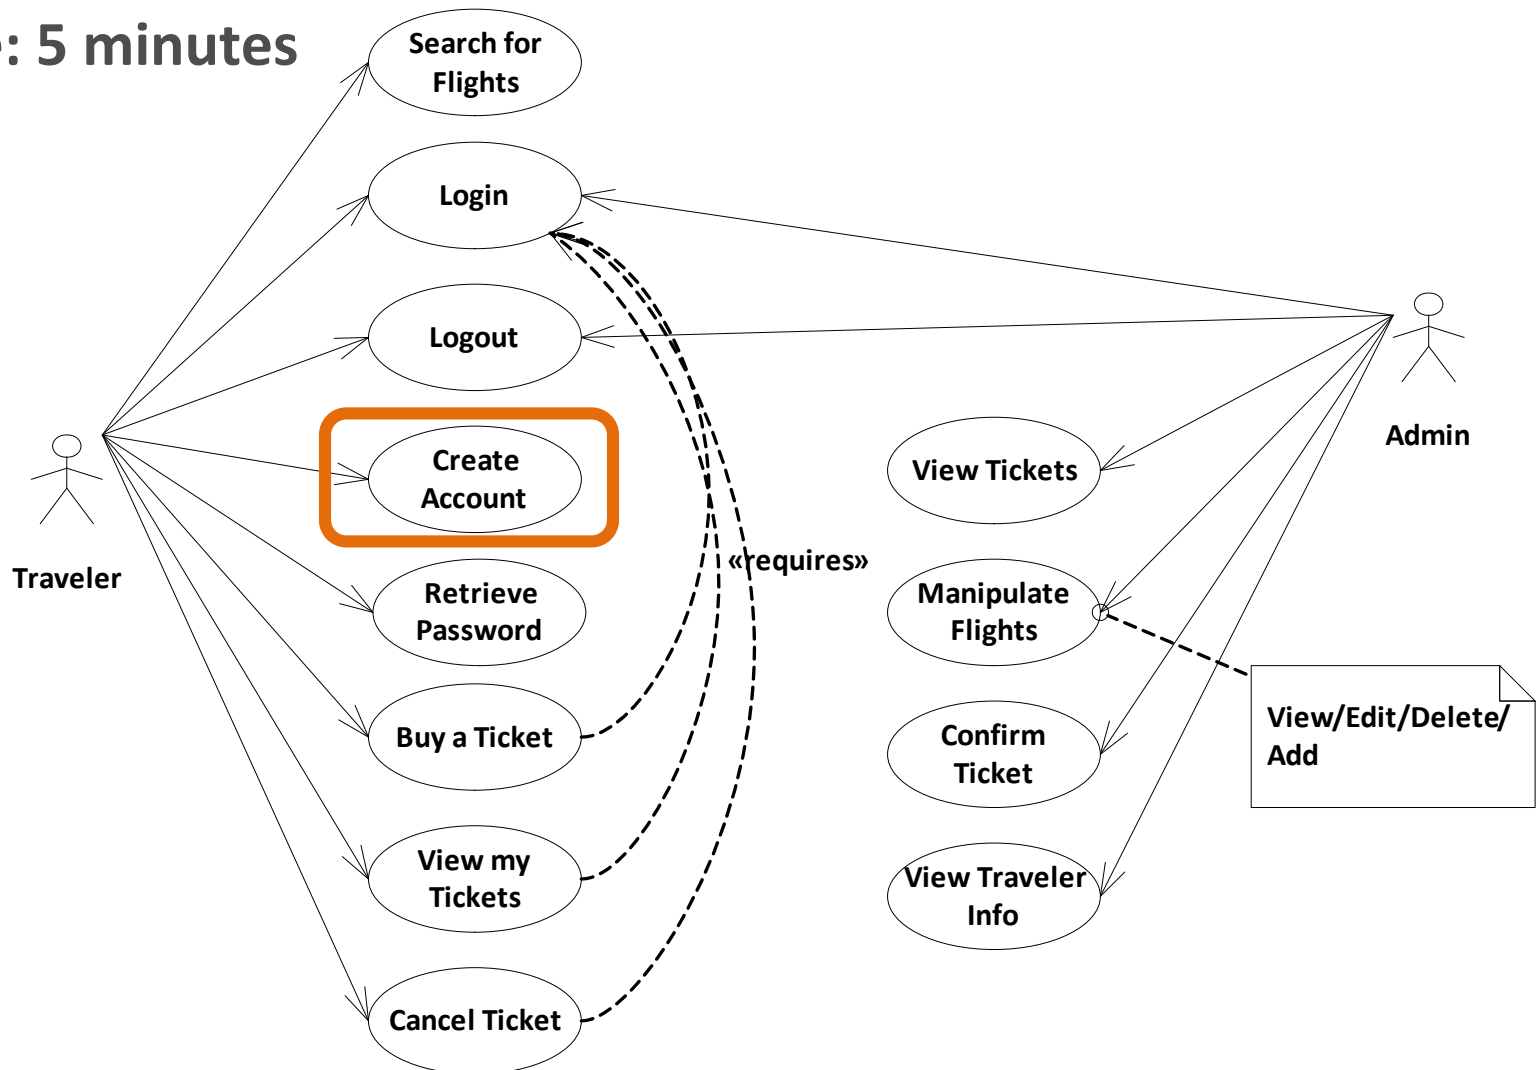 : 5 minutes
Search for
Flights
Login
Logout
Create
Account
Retrieve
Password
Buy a Ticket
View my
Tickets
Cancel Ticket
Traveler
«requires»
View Tickets
Manipulate
Flights
Confirm
Ticket
View Traveler
Info
Admin
View/Edit/Delete/
Add